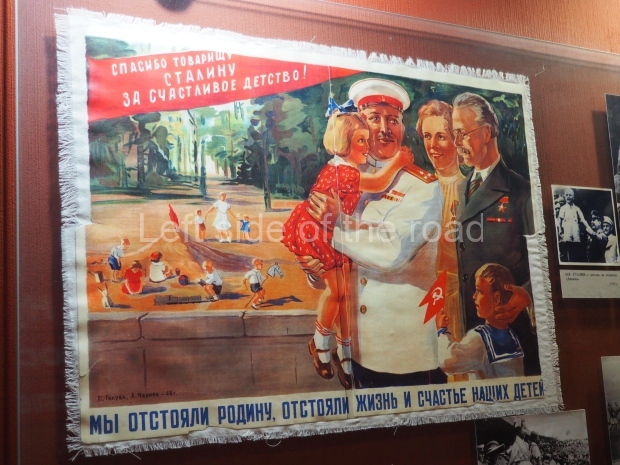 СПАСИБО ТОВАРИЩУ
СТАЛИНУ
ЗА СЧАСТЛИВОЕ ДЕТСТВО!
Left side of the road
МЫ ОТСТОЯЛИ РОДИНУ, ОТСТОЯЛИ ЖИЗНЬ И СЧАСТЬЕ НАШИХ ДЕТЕЙ